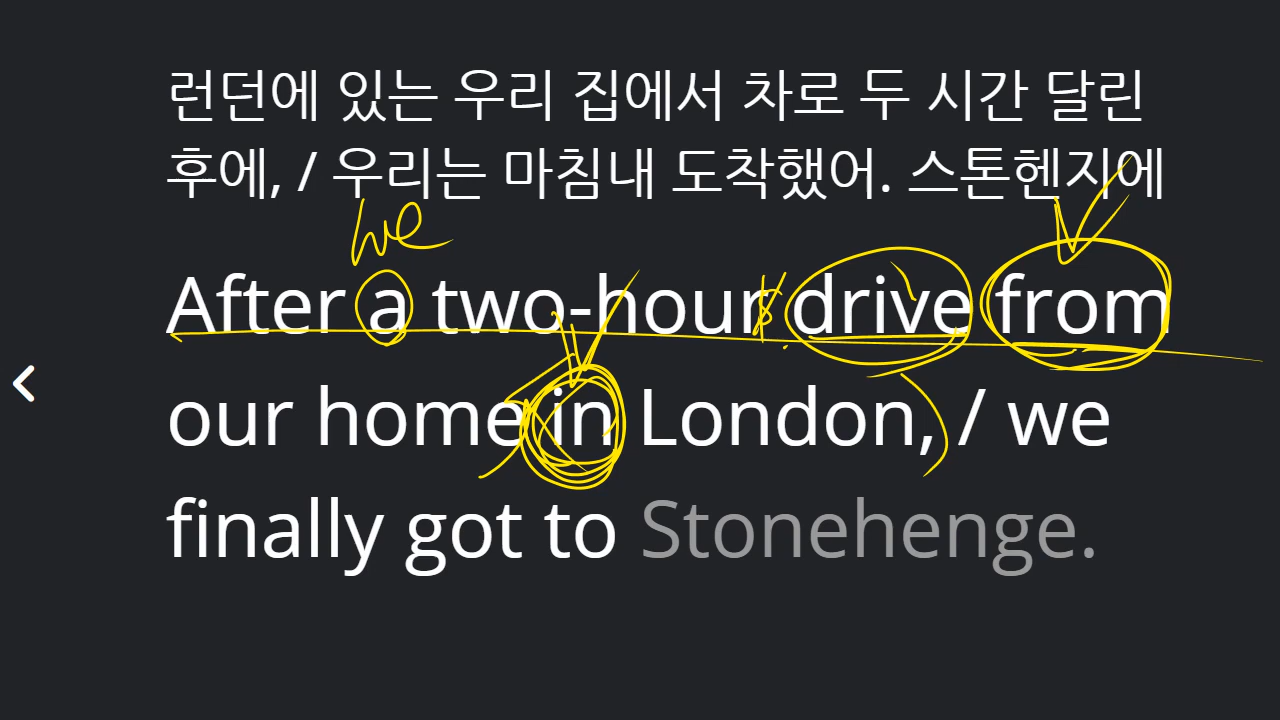 런던에 있는 우리 집에서 차로 두 시간 달린
후에, / 우리는 마침내 도착했어. 스톤헨지에
we
After a two-hour drive from
our home in London, / we
finally got to Stonehenge.